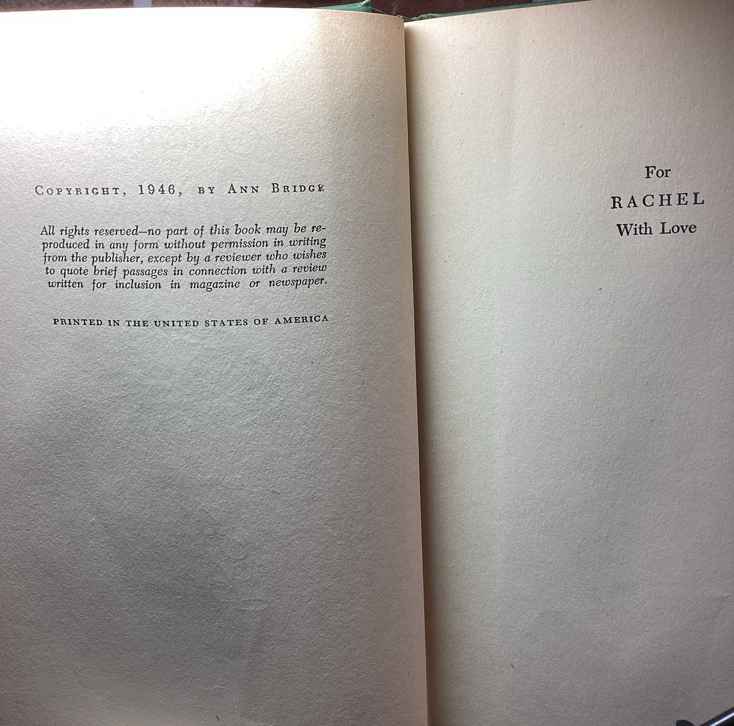 COPYRIGHT, 1946, BY ANN BRIDGE
All rights reserved—no part of this book may be re-
produced in any form without permission in writing
from the publisher, except by a reviewer who wishes
to quote brief passages in connection with a review
written for inclusion in magazine or newspaper.
PRINTED IN THE UNITED STATES OF AMERICA
For
RACHEL
With Love